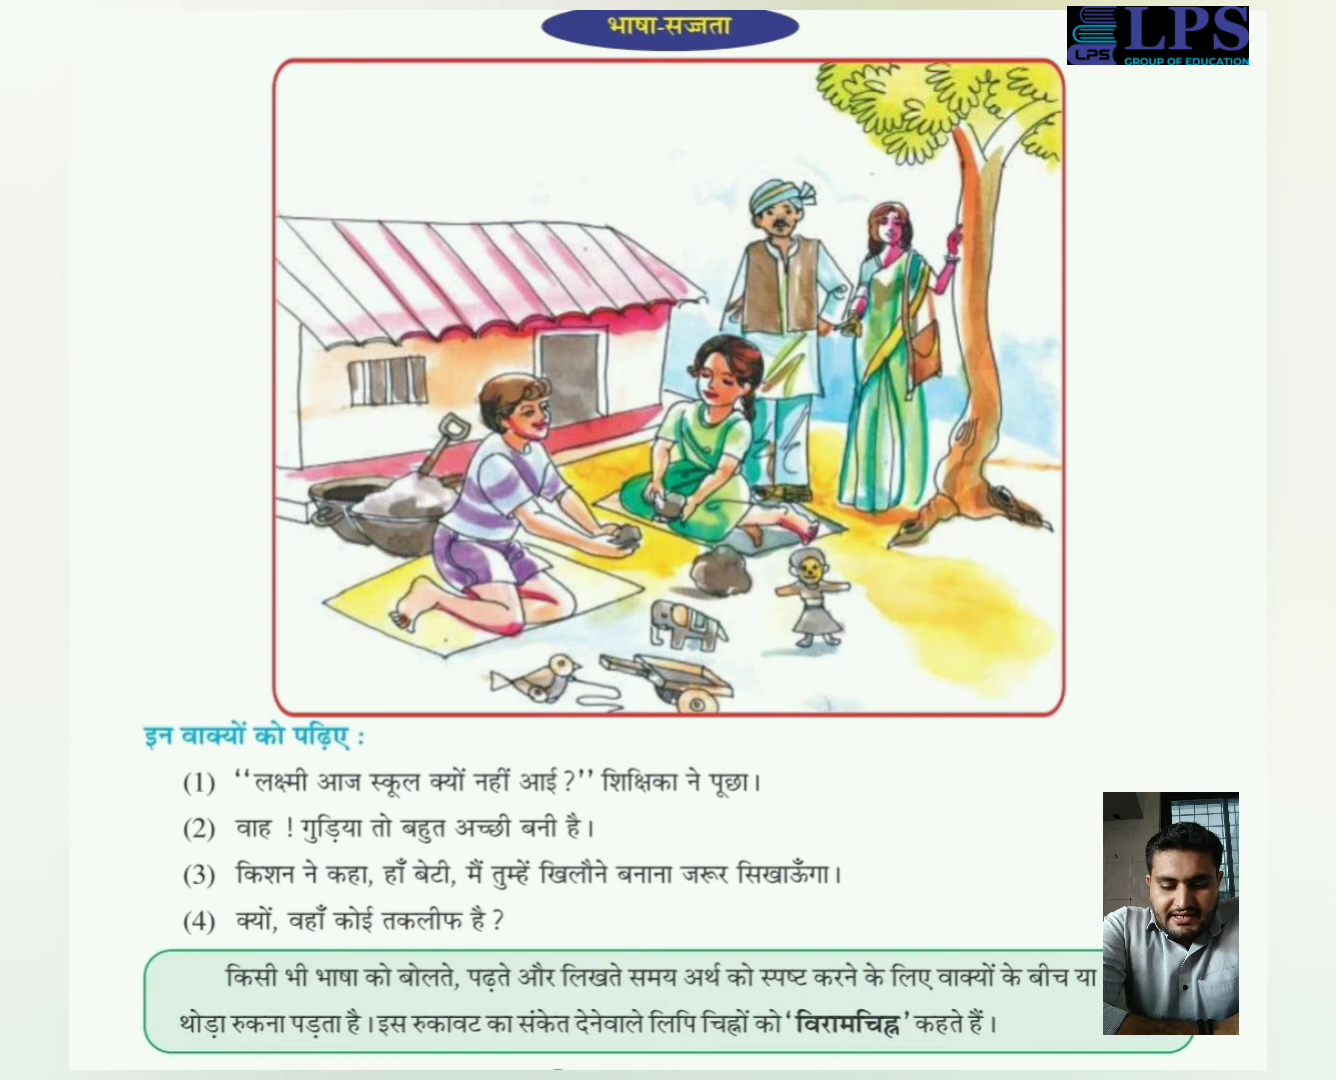 भाषा-सज्जता
LPS
LPS
GROUP OF EDUCATION
इन वाक्यों को पढ़िए :
(1) ‘‘लक्ष्मी आज स्कूल क्यों नहीं आई ?’’ शिक्षिका ने पूछा।
(2) वाह ! गुड़िया तो बहुत अच्छी बनी है।
(3) किशन ने कहा, हाँ बेटी, मैं तुम्हें खिलौने बनाना जरूर सिखाऊँगा।
(4) क्यों, वहाँ कोई तकलीफ है ?
किसी भी भाषा को बोलते, पढ़ते और लिखते समय अर्थ को स्पष्ट करने के लिए वाक्यों के बीच या
थोड़ा रुकना पड़ता है। इस रुकावट का संकेत देनेवाले लिपि चिह्नों को ‘विरामचिह्न’ कहते हैं।